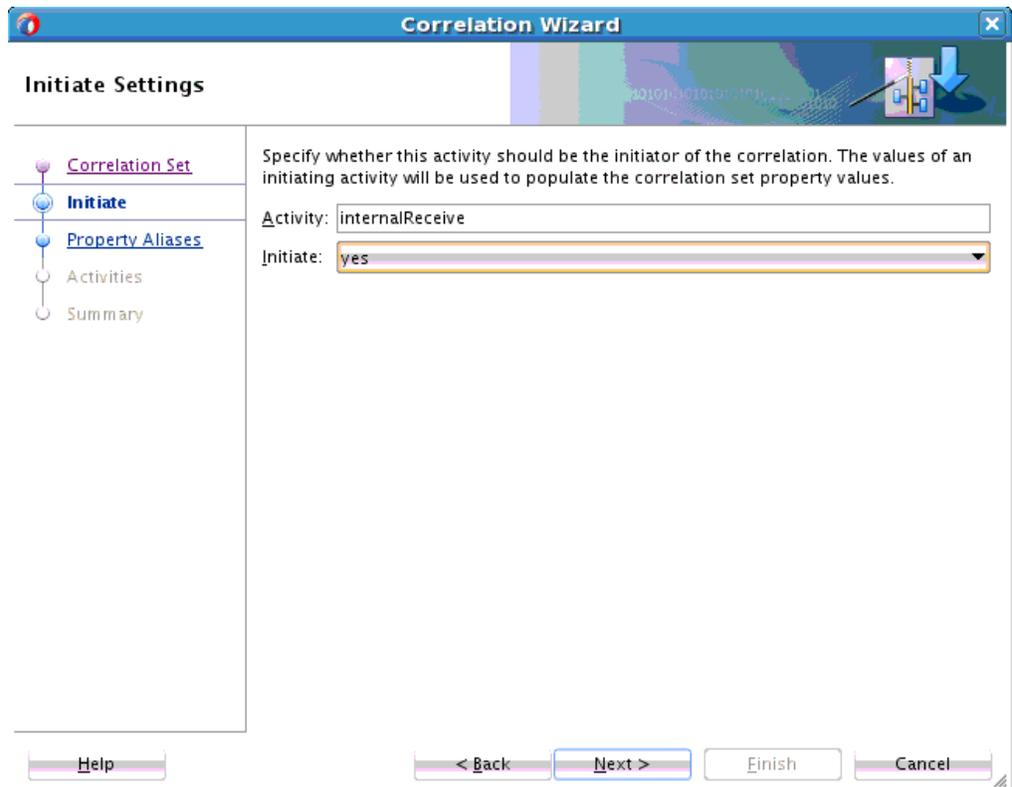 Correlation Wizard
Initiate Settings
Correlation Set
Initiate
Property Aliases
Activities
Summary
Specify whether this activity should be the initiator of the correlation. The values of an
initiating activity will be used to populate the correlation set property values.
Activity: internalReceive
Initiate: yes
Help
< Back
Next >
Finish
Cancel